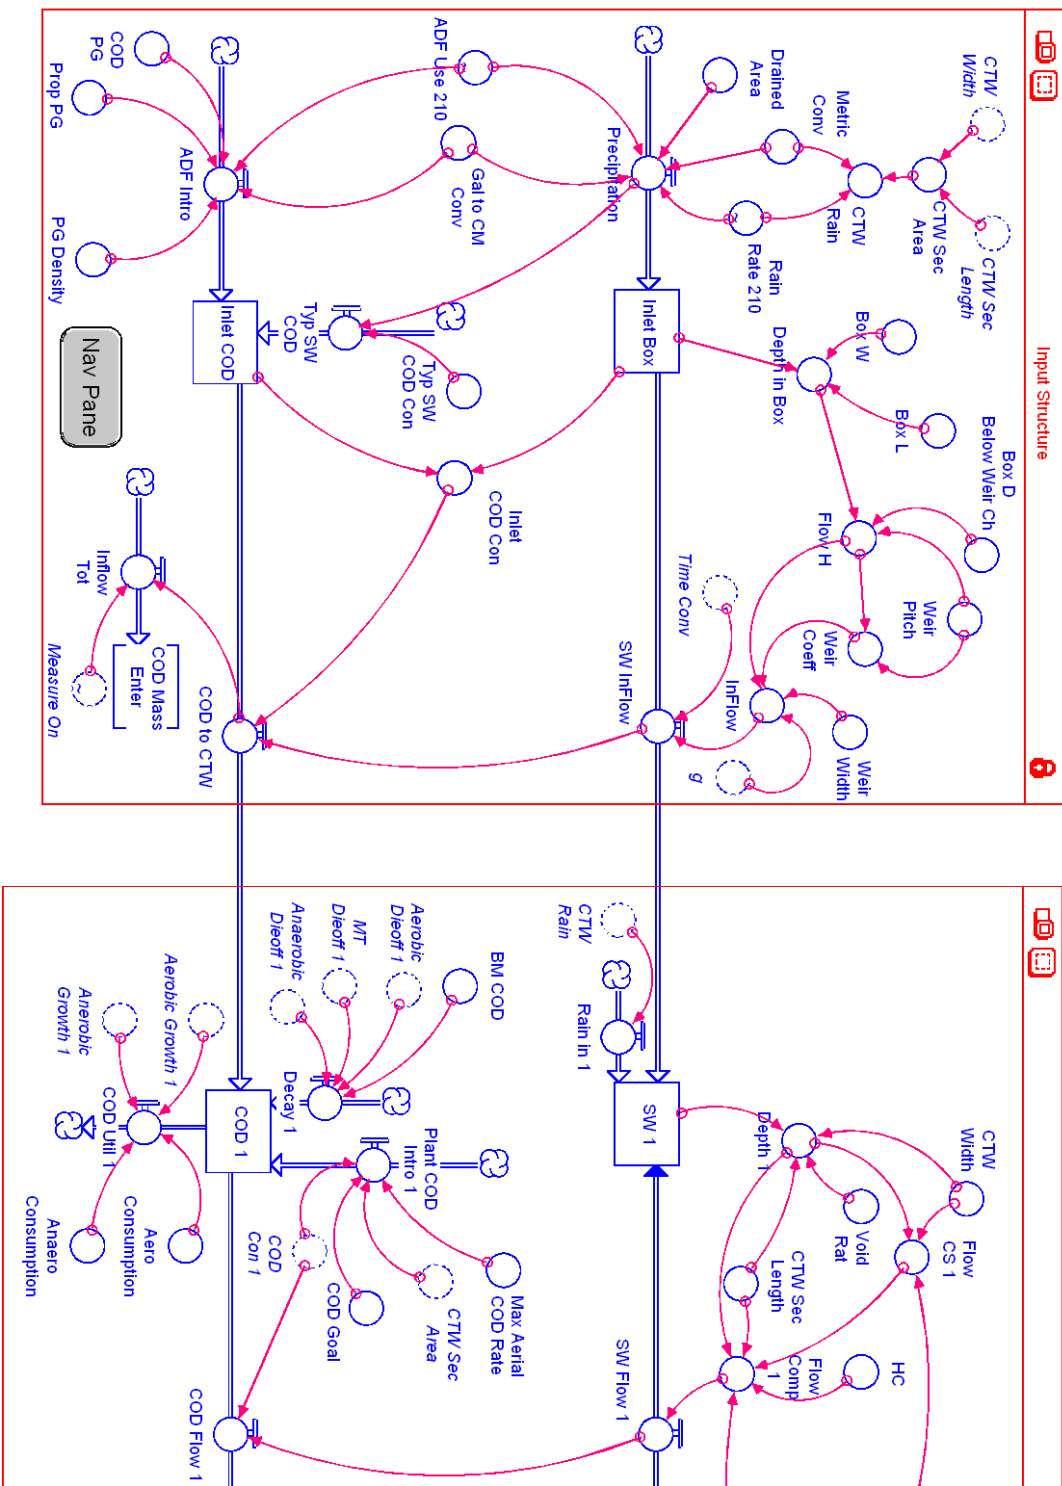 Input Structure
CTW
Width
CTW Sec
Length
CTW Sec
Area
CTW
Rain
Metric
Conv
Rain
Rate 210
Drained
Area
Precipitation
ADF Use 210
Gal to CM
Conv
COD
PG
Prop PG
ADF Intro
PG Density
Box W
Box L
Depth in Box
Inlet Box
Typ SW
COD
Typ SW
COD Con
Inlet COD
Nav Pane
Box D
Below Weir Ch
Flow H
Weir
Pitch
Weir
Coeff
InFlow
Weir
Width
g
Time Conv
SW InFlow
Inlet
COD Con
Inflow
Tot
COD Mass
Enter
Measure On
COD to CTW
CTW
Rain
Rain in 1
SW 1
Depth 1
CTW
Width
Flow
CS 1
Void
Rat
CTW Sec
Length
HC
Flow
Comp
1
SW Flow 1
BM COD
Aerobic
Dieoff 1
MT
Dieoff 1
Anaerobic
Dieoff 1
Decay 1
Plant COD
Intro 1
Max Aerial
COD Rate
CTW Sec
Area
COD Goal
COD
Con 1
COD 1
Aerobic Growth 1
Anerobic
Growth 1
COD Util 1
Aero
Consumption
Anaero
Consumption
COD Flow 1